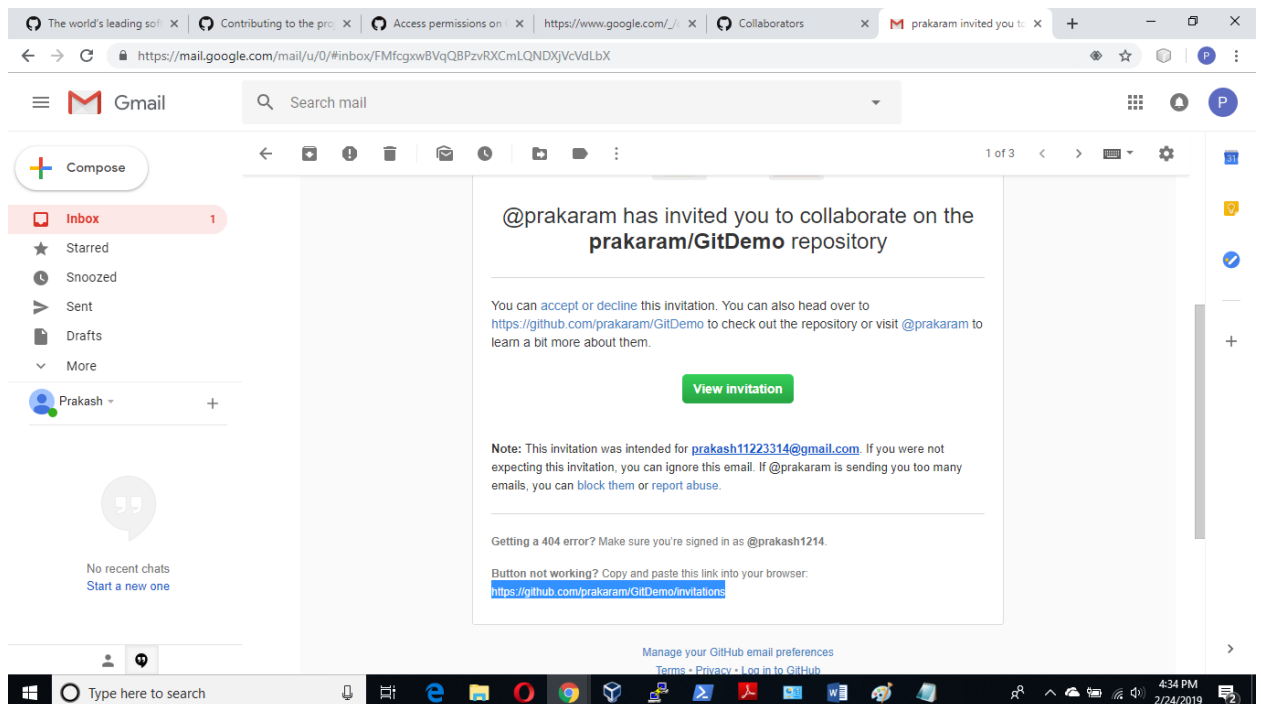 The world's leading soft
Contributing to the pro
Access permissions on
https://www.google.com/_/
Collaborators
prakaram invited you to
https://mail.google.com/mail/u/0/#inbox/FMfcgxwBVqQBPzvRXCmLQNDXjVcVdLbX
P
Gmail
Search mail
P
Compose
1 of 3
31
Inbox 1
Starred
Snoozed
Sent
Drafts
More
Prakash
No recent chats
Start a new one
@prakaram has invited you to collaborate on the
prakaram/GitDemo repository
You can accept or decline this invitation. You can also head over to
https://github.com/prakaram/GitDemo to check out the repository or visit @prakaram to
learn a bit more about them.
View invitation
Note: This invitation was intended for prakash11223314@gmail.com. If you were not
expecting this invitation, you can ignore this email. If @prakaram is sending you too many
emails, you can block them or report abuse.
Getting a 404 error? Make sure you're signed in as @prakash1214.
Button not working? Copy and paste this link into your browser:
https://github.com/prakaram/GitDemo/invitations
Manage your GitHub email preferences
Terms • Privacy • Log in to GitHub
Type here to search
4:34 PM
2/24/2019
2